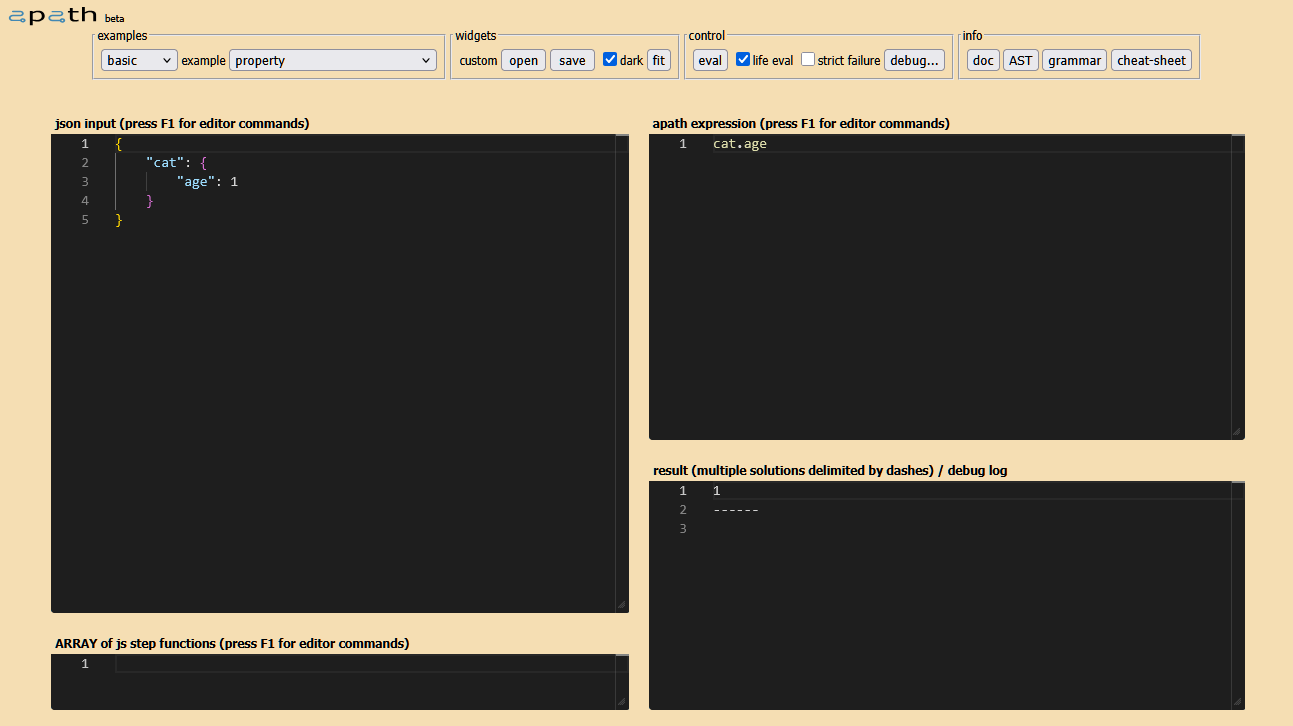 apath beta
examples
basic example property
widgets
custom open save dark fit
control
eval life eval strict failure debug...
info
doc AST grammar cheat-sheet
json input (press F1 for editor commands)
1 {
2 "cat": {
3 "age": 1
4 }
5 }
ARRAY of js step functions (press F1 for editor commands)
1
apath expression (press F1 for editor commands)
1 cat.age
result (multiple solutions delimited by dashes) / debug log
1 1
2 ------
3